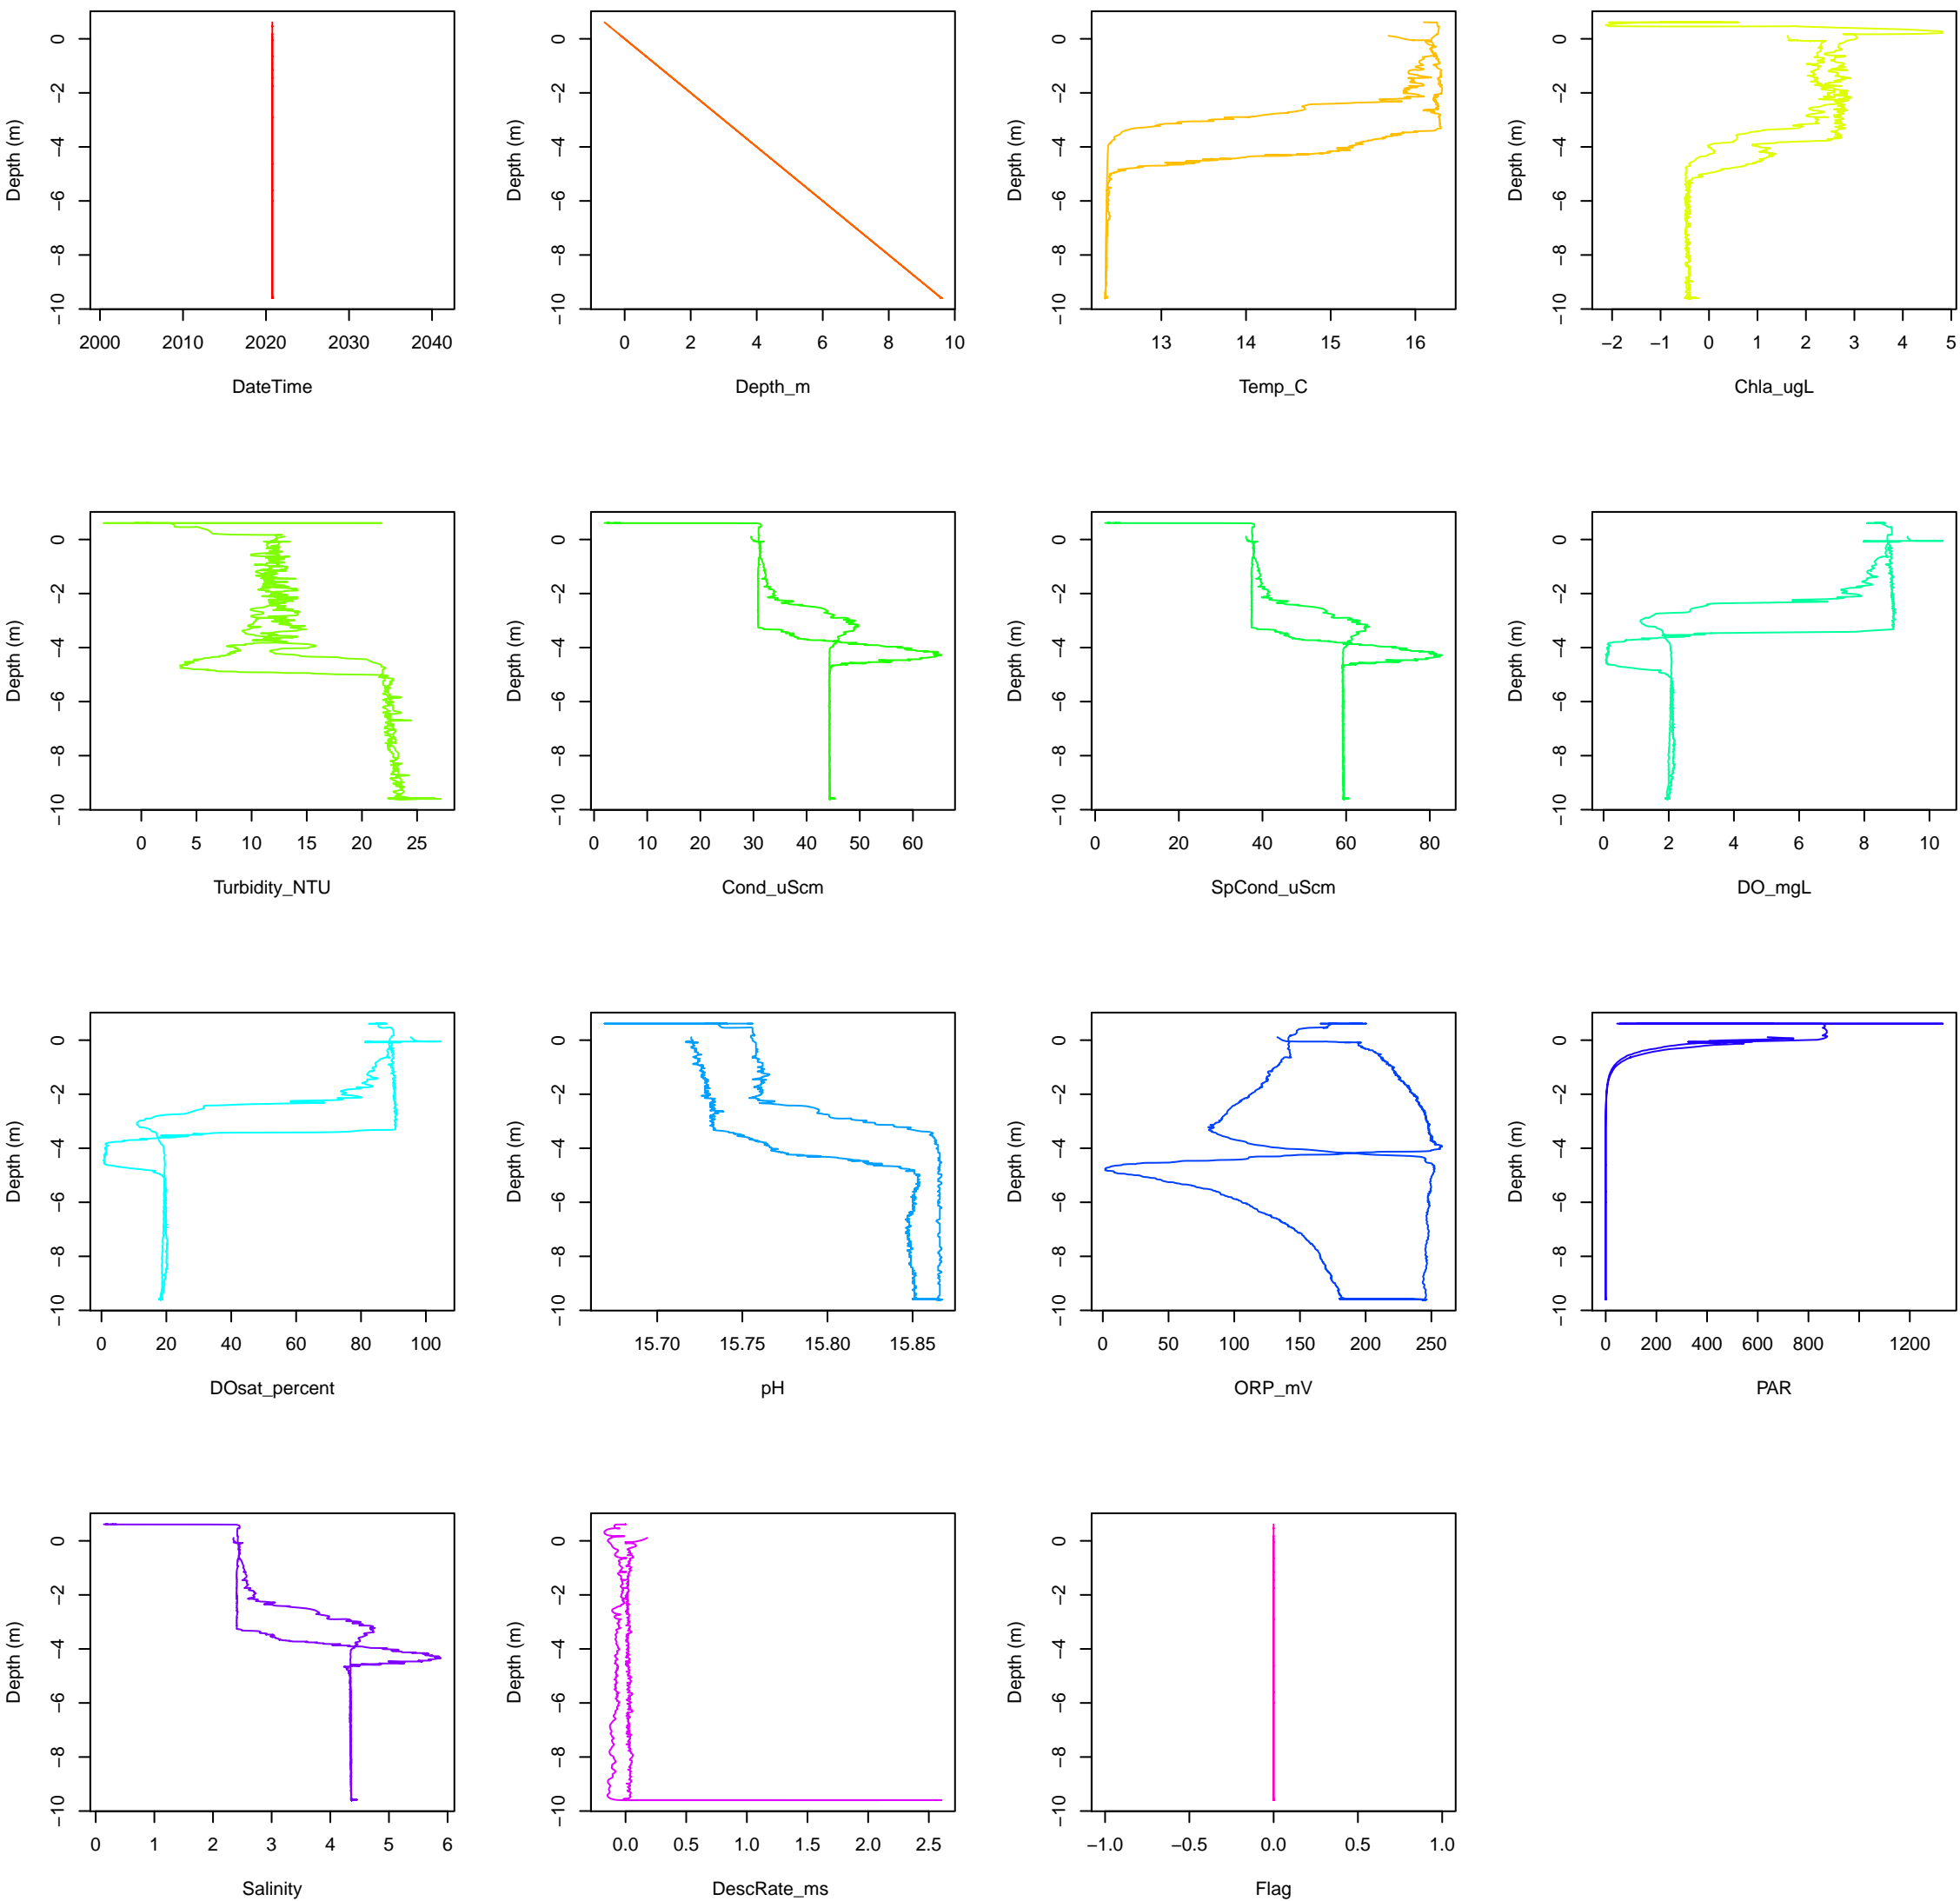 0 0 0 0
−2 −2 −2 −2
Depth (m) Depth (m) Depth (m) Depth (m)
−4 −4 −4 −4
−6 −6 −6 −6
−8 −8 −8 −8
−10 −10 −10 −10
2000 2010 2020 2030 2040 0 2 4 6 8 10 13 14 15 16 −2 −1 0 1 2 3 4 5
DateTime Depth_m Temp_C Chla_ugL
0 0 0 0
−2 −2 −2 −2
Depth (m) Depth (m) Depth (m) Depth (m)
−4 −4 −4 −4
−6 −6 −6 −6
−8 −8 −8 −8
−10 −10 −10 −10
0 5 10 15 20 25 0 10 20 30 40 50 60 0 20 40 60 80 0 2 4 6 8 10
Turbidity_NTU Cond_uScm SpCond_uScm DO_mgL
0 0 0 0
−2 −2 −2 −2
Depth (m) Depth (m) Depth (m) Depth (m)
−4 −4 −4 −4
−6 −6 −6 −6
−8 −8 −8 −8
−10 −10 −10 −10
0 20 40 60 80 100 15.70 15.75 15.80 15.85 0 50 100 150 200 250 0 200 400 600 800 1200
DOsat_percent pH ORP_mV PAR
0 0 0
−2 −2 −2
Depth (m) Depth (m) Depth (m)
−4 −4 −4
−6 −6 −6
−8 −8 −8
−10 −10 −10
0 1 2 3 4 5 6 0.0 0.5 1.0 1.5 2.0 2.5 −1.0 −0.5 0.0 0.5 1.0
Salinity DescRate_ms Flag